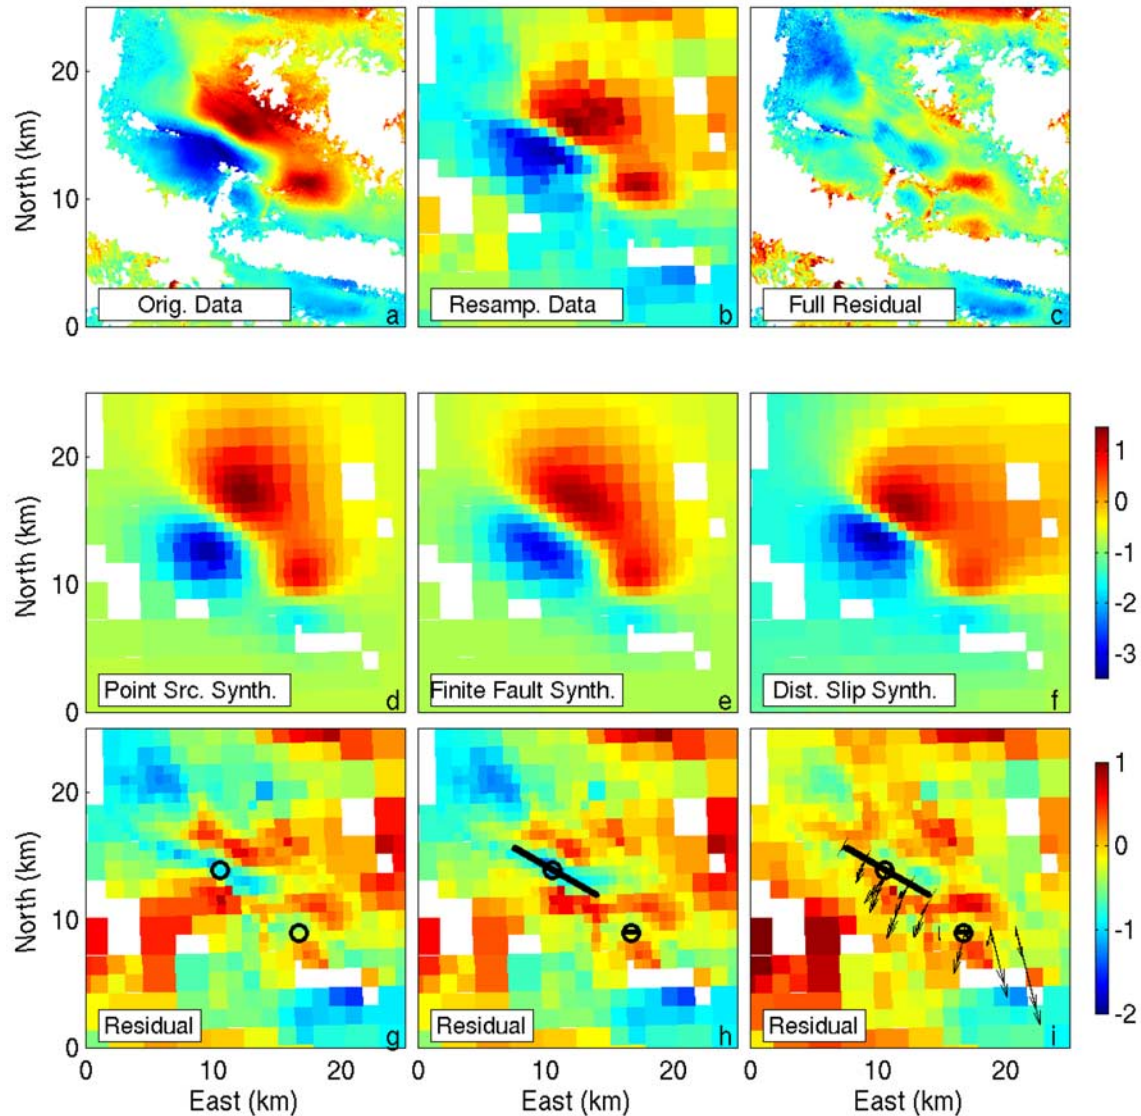 North (km)
20
10
0
Orig. Data
a
Resamp. Data
b
Full Residual
c
North (km)
20
10
0
Point Src. Synth.
d
Finite Fault Synth.
e
Dist. Slip Synth.
f
1
0
-1
-2
-3
North (km)
20
10
0
Residual
g
Residual
h
Residual
i
1
0
-1
-2
0 10 20
0 10 20
0 10 20
East (km)
East (km)
East (km)